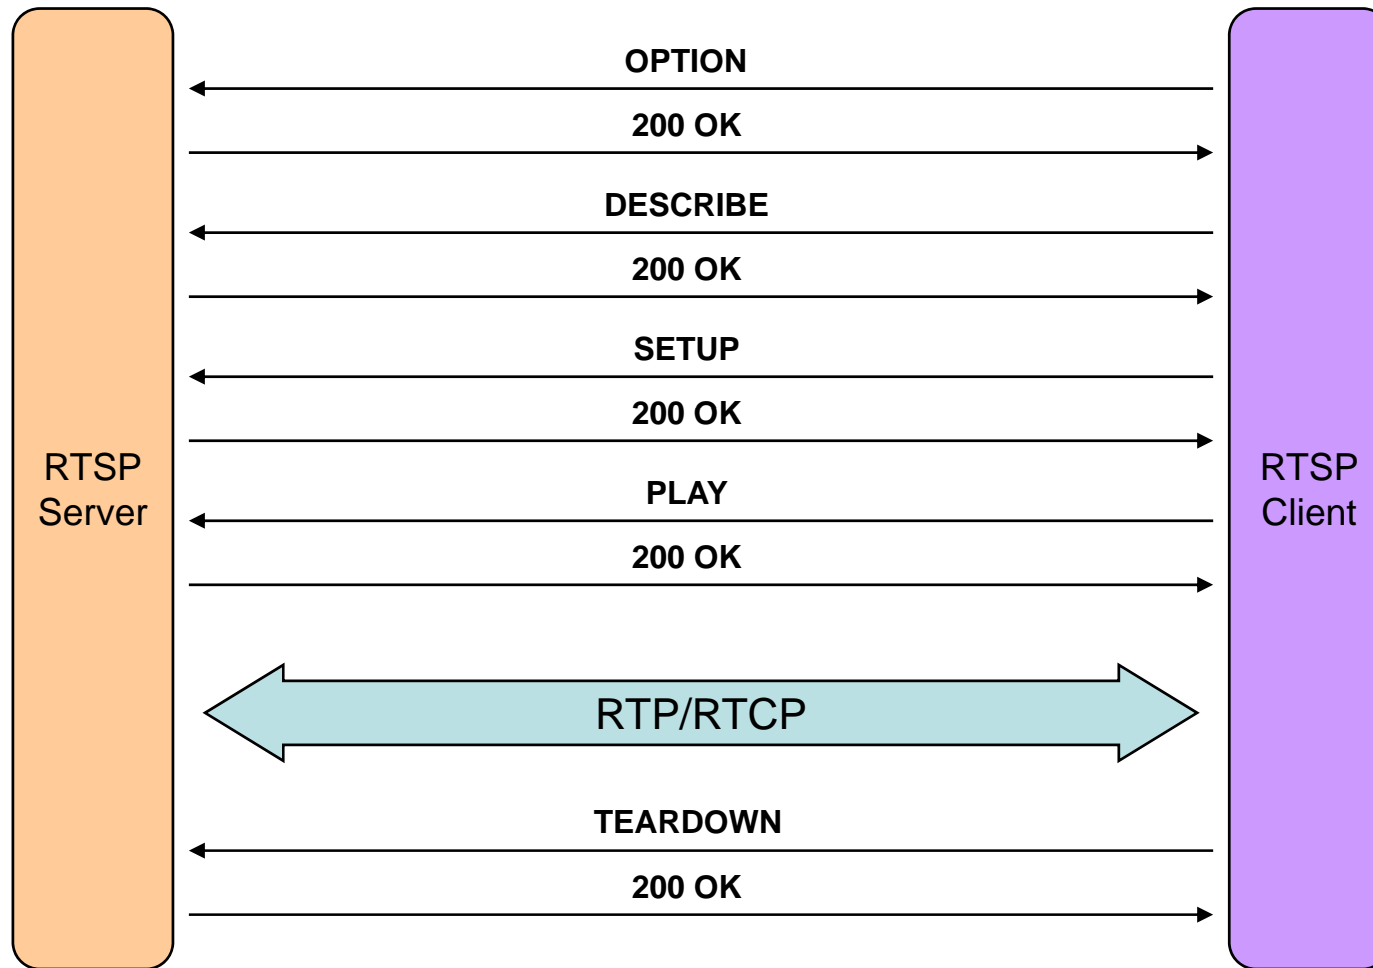 OPTION
200 OK
DESCRIBE
200 OK
SETUP
200 OK
RTSP
Server
RTSP
Client
PLAY
200 OK
RTP/RTCP
TEARDOWN
200 OK